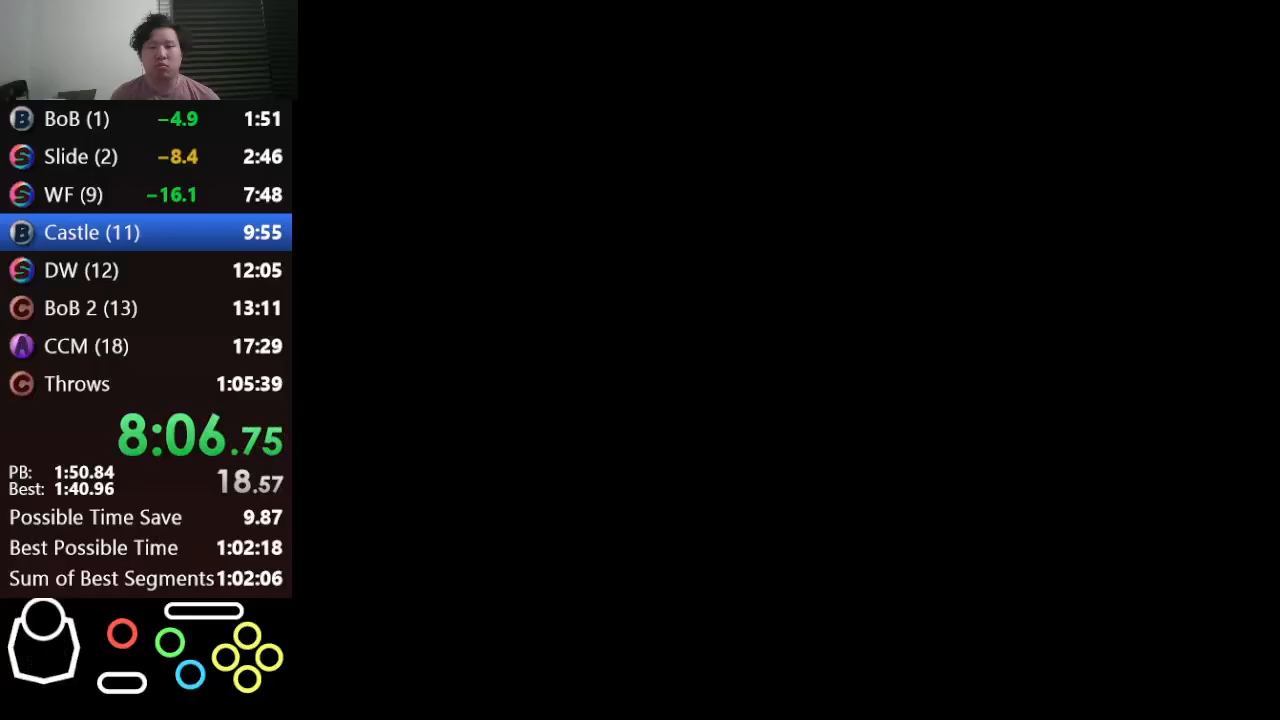 BoB (1) −4.9 1:51
Slide (2) −8.4 2:46
WF (9) −16.1 7:48
Castle (11) 9:55
DW (12) 12:05
BoB 2 (13) 13:11
CCM (18) 17:29
Throws 1:05:39
8:06.75
PB: 1:50.84
Best: 1:40.96
18.57
Possible Time Save 9.87
Best Possible Time 1:02:18
Sum of Best Segments 1:02:06